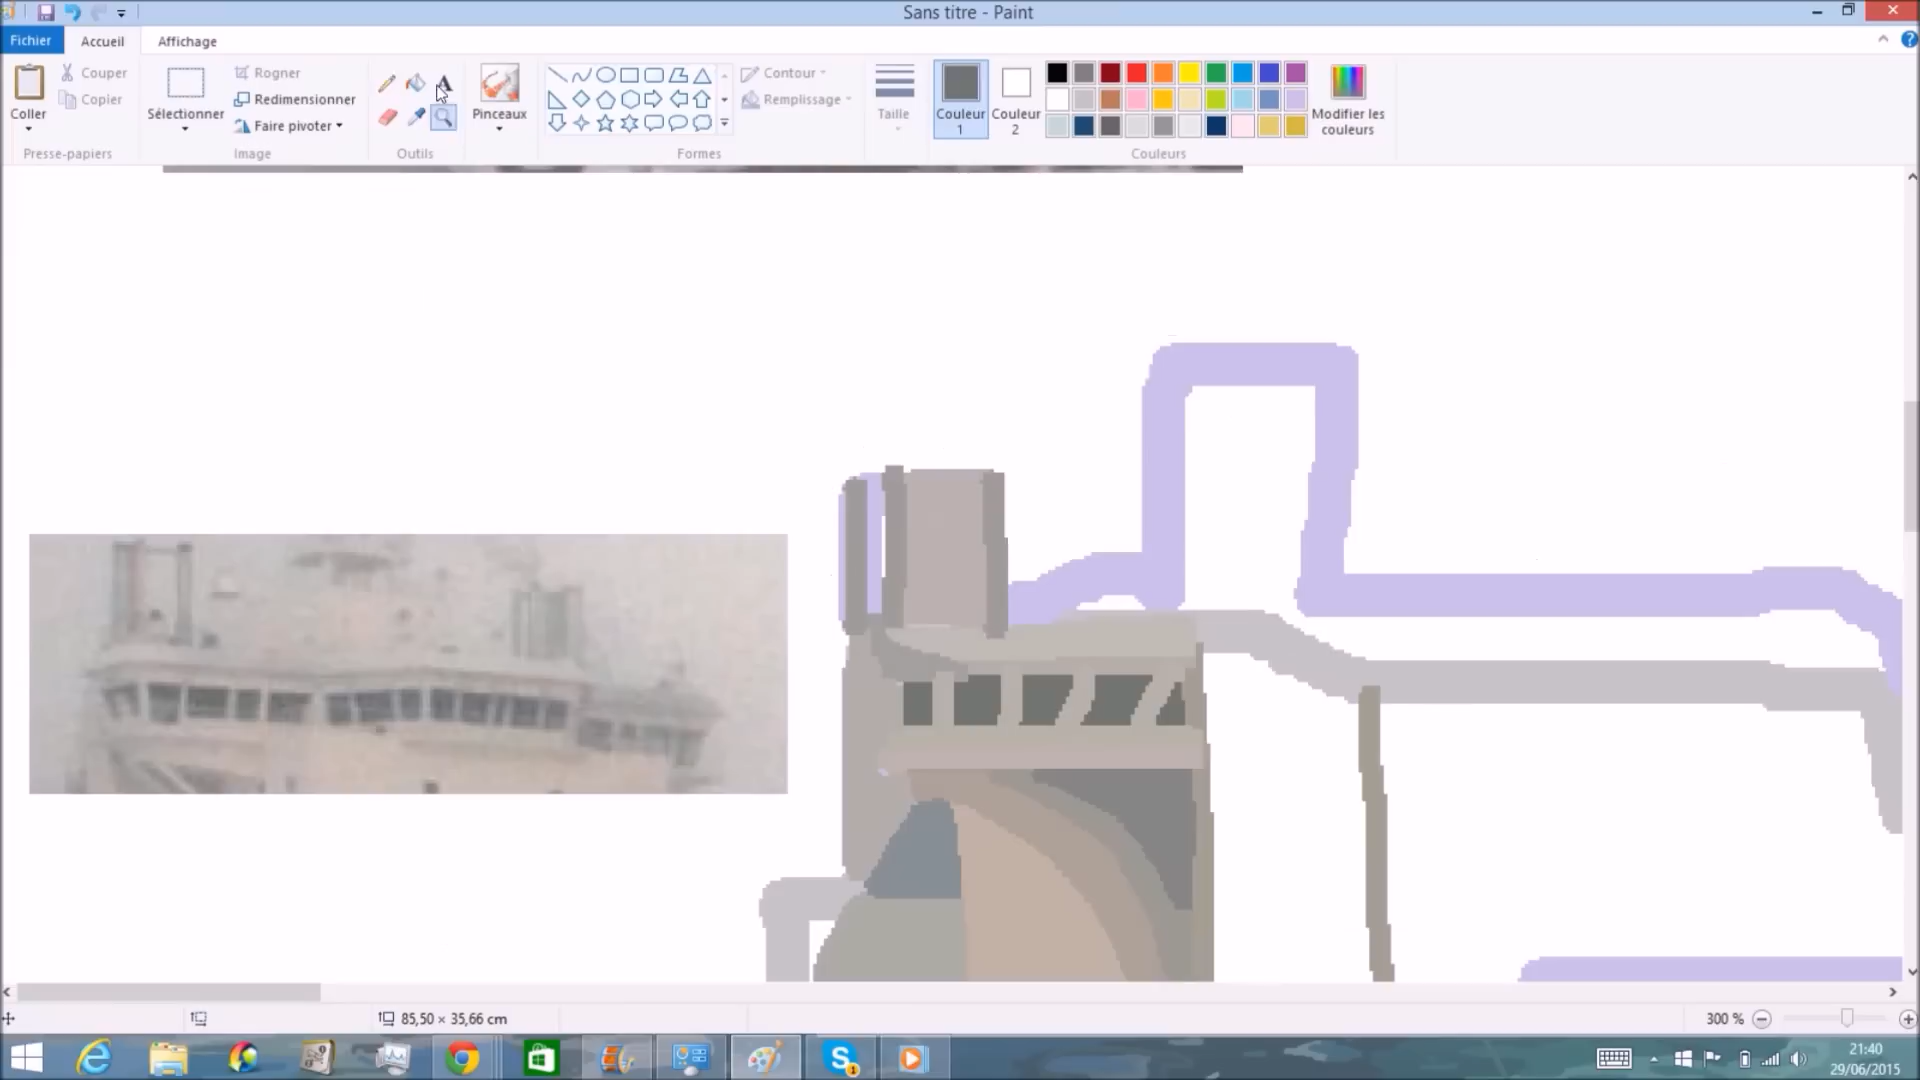 Sans titre - Paint
Fichier Accueil Affichage
Coller
Couper
Copier
Presse-papiers
Sélectionner
Rogner
Redimensionner
Faire pivoter
Image
Outils
Pinceaux
Formes
Contour
Remplissage
Taille
Couleur 1
Couleur 2
Modifier les couleurs
Couleurs
85,50 × 35,66 cm
300 %
21:40
29/06/2015